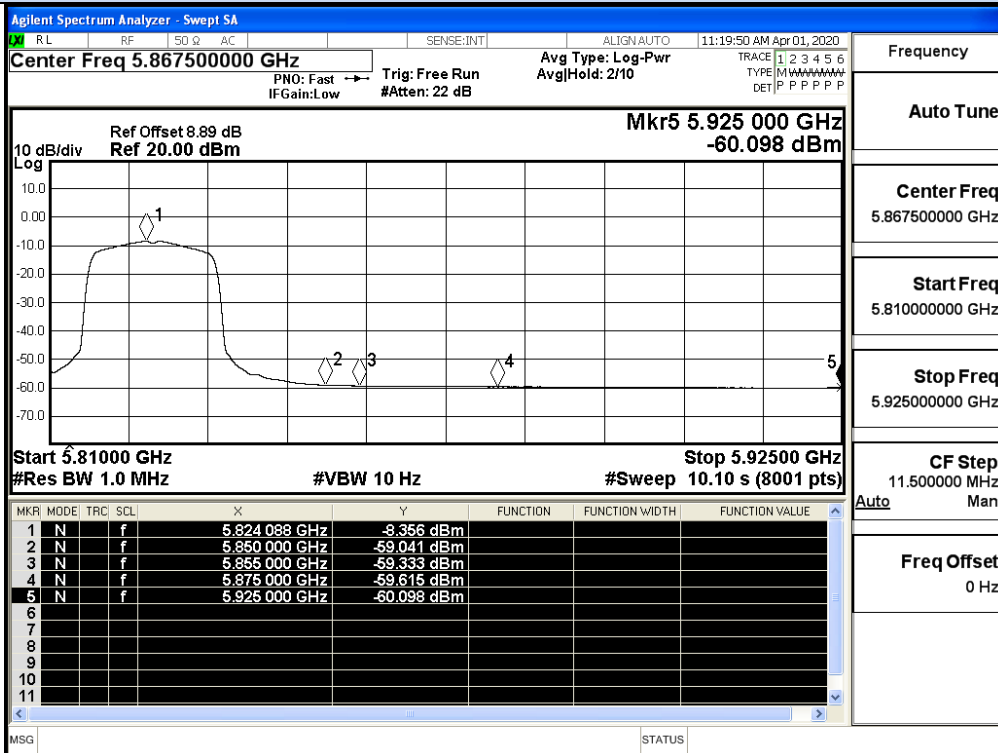 Agilent Spectrum Analyzer - Swept SA
LXI RL RF 50 Ω AC SENSE:INT ALIGN AUTO 11:19:50 AM Apr 01, 2020
Center Freq 5.867500000 GHz
PNO: Fast
IFGain:Low
Trig: Free Run
#Atten: 22 dB
Avg Type: Log-Pwr
Avg|Hold: 2/10
TRACE 1 2 3 4 5 6
TYPE M WWWWW
DET P P P P P P
Ref Offset 8.89 dB
10 dB/div Ref 20.00 dBm
Log
Mkr5 5.925 000 GHz
-60.098 dBm
10.0
0.00
-10.0
-20.0
-30.0
-40.0
-50.0
-60.0
-70.0
1
2
3
4
5
Start 5.81000 GHz Stop 5.92500 GHz
#Res BW 1.0 MHz #VBW 10 Hz #Sweep 10.10 s (8001 pts)
MKR MODE TRC SCL X Y FUNCTION FUNCTION WIDTH FUNCTION VALUE
1 N f 5.824 088 GHz -8.356 dBm
2 N f 5.850 000 GHz -59.041 dBm
3 N f 5.855 000 GHz -59.333 dBm
4 N f 5.875 000 GHz -59.615 dBm
5 N f 5.925 000 GHz -60.098 dBm
6
7
8
9
10
11
MSG STATUS
Frequency
Auto Tune
Center Freq
5.867500000 GHz
Start Freq
5.810000000 GHz
Stop Freq
5.925000000 GHz
CF Step
11.500000 MHz
Auto Man
Freq Offset
0 Hz